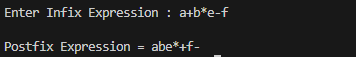 Enter Infix Expression : a+b*e-f
Postfix Expression = abe*+f-